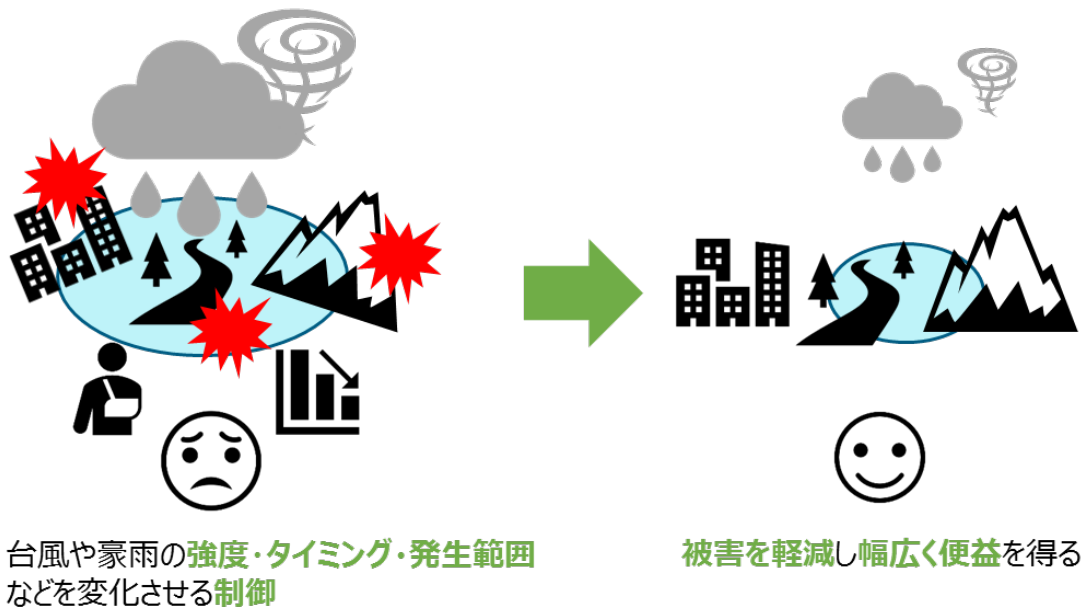 台風や豪雨の強度・タイミング・発生範囲
などを変化させる制御
被害を軽減し幅広く便益を得る